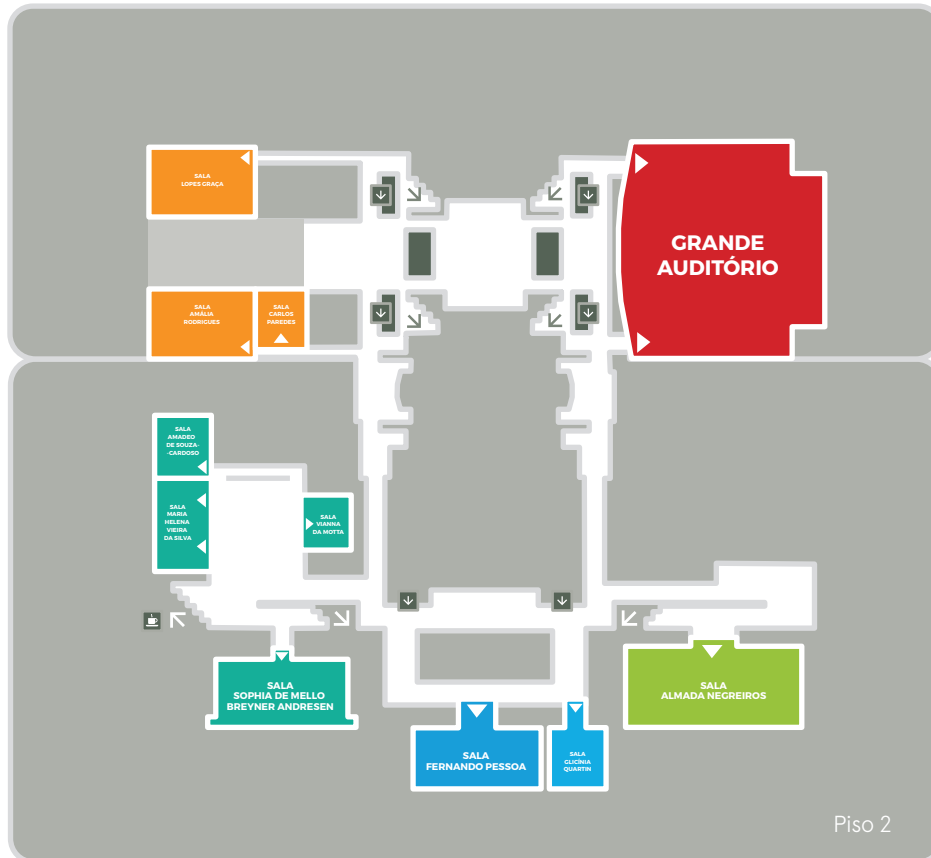 SALA
LOPES GRAÇA
GRANDE
AUDITÓRIO
SALA
AMÁLIA
RODRIGUES
SALA
CARLOS
PAREDES
SALA
AMADEO
DE SOUZA-
-CARDOSO
SALA
MARIA
HELENA
VIEIRA
DA SILVA
SALA
VIANNA
DA MOTTA
SALA
SOPHIA DE MELLO
BREYNER ANDRESEN
SALA
ALMADA NEGREIROS
SALA
FERNANDO PESSOA
SALA
GLICÍNIA
QUARTIN
Piso 2